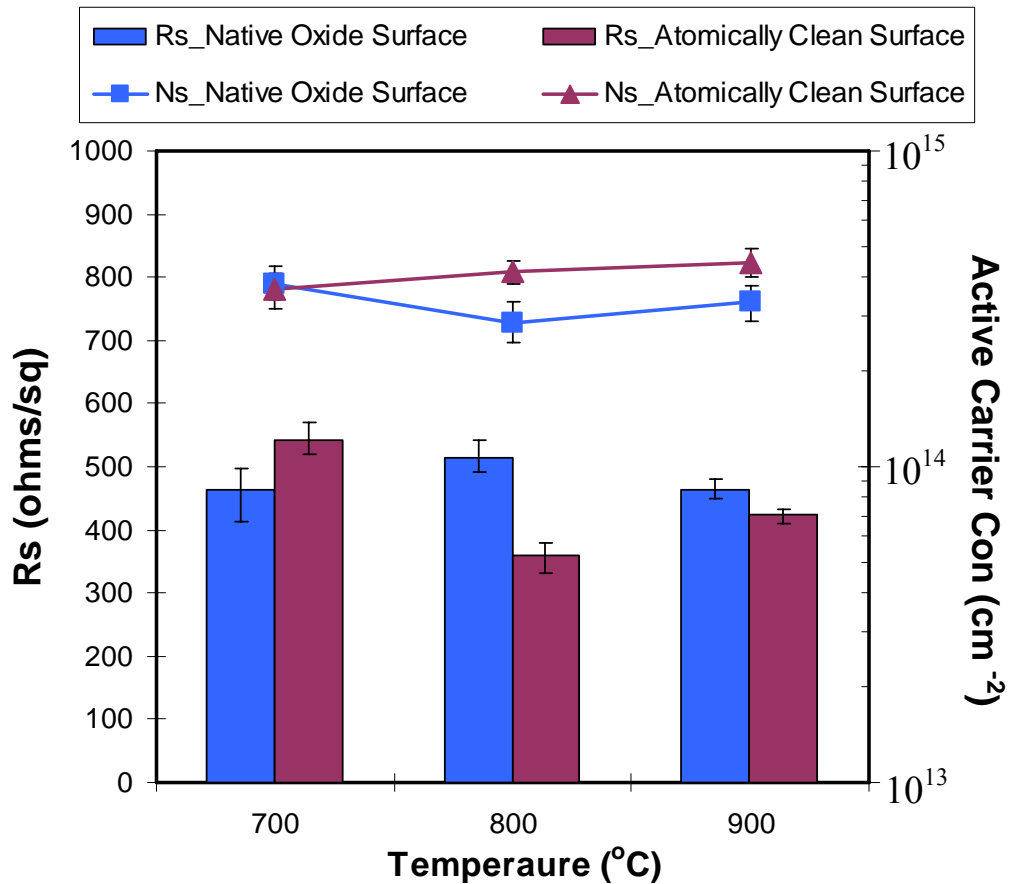 Rs_Native Oxide Surface Rs_Atomically Clean Surface
Ns_Native Oxide Surface Ns_Atomically Clean Surface
1000
900
800
700
600
500
400
300
200
100
0
Rs (ohms/sq)
10^15
10^14
10^13
Active Carrier Con (cm ^-2)
700 800 900
Temperaure (°C)